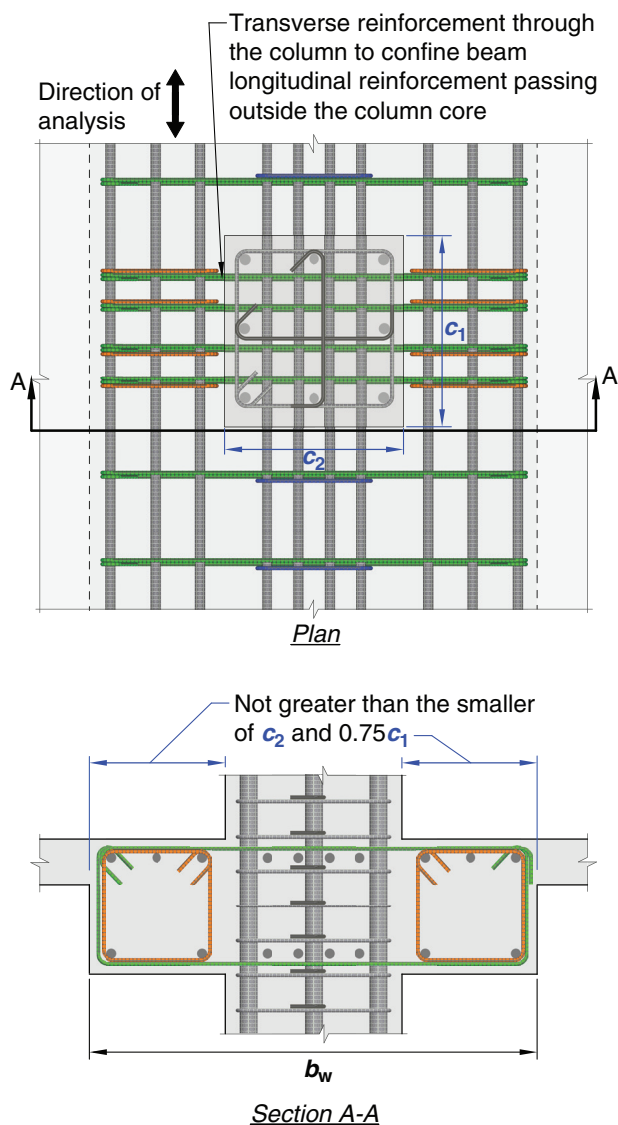 Transverse reinforcement through
the column to confine beam
longitudinal reinforcement passing
outside the column core
Direction of
analysis
c1
A
A
c2
Plan
Not greater than the smaller
of c2 and 0.75c1
bw
Section A-A